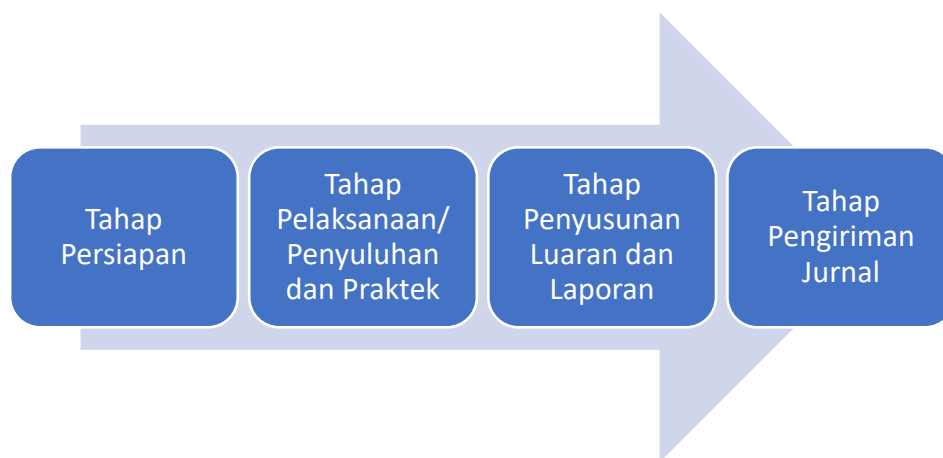 Tahap
Persiapan
Tahap
Pelaksanaan/
Penyuluhan
dan Praktek
Tahap
Penyusunan
Luaran dan
Laporan
Tahap
Pengiriman
Jurnal